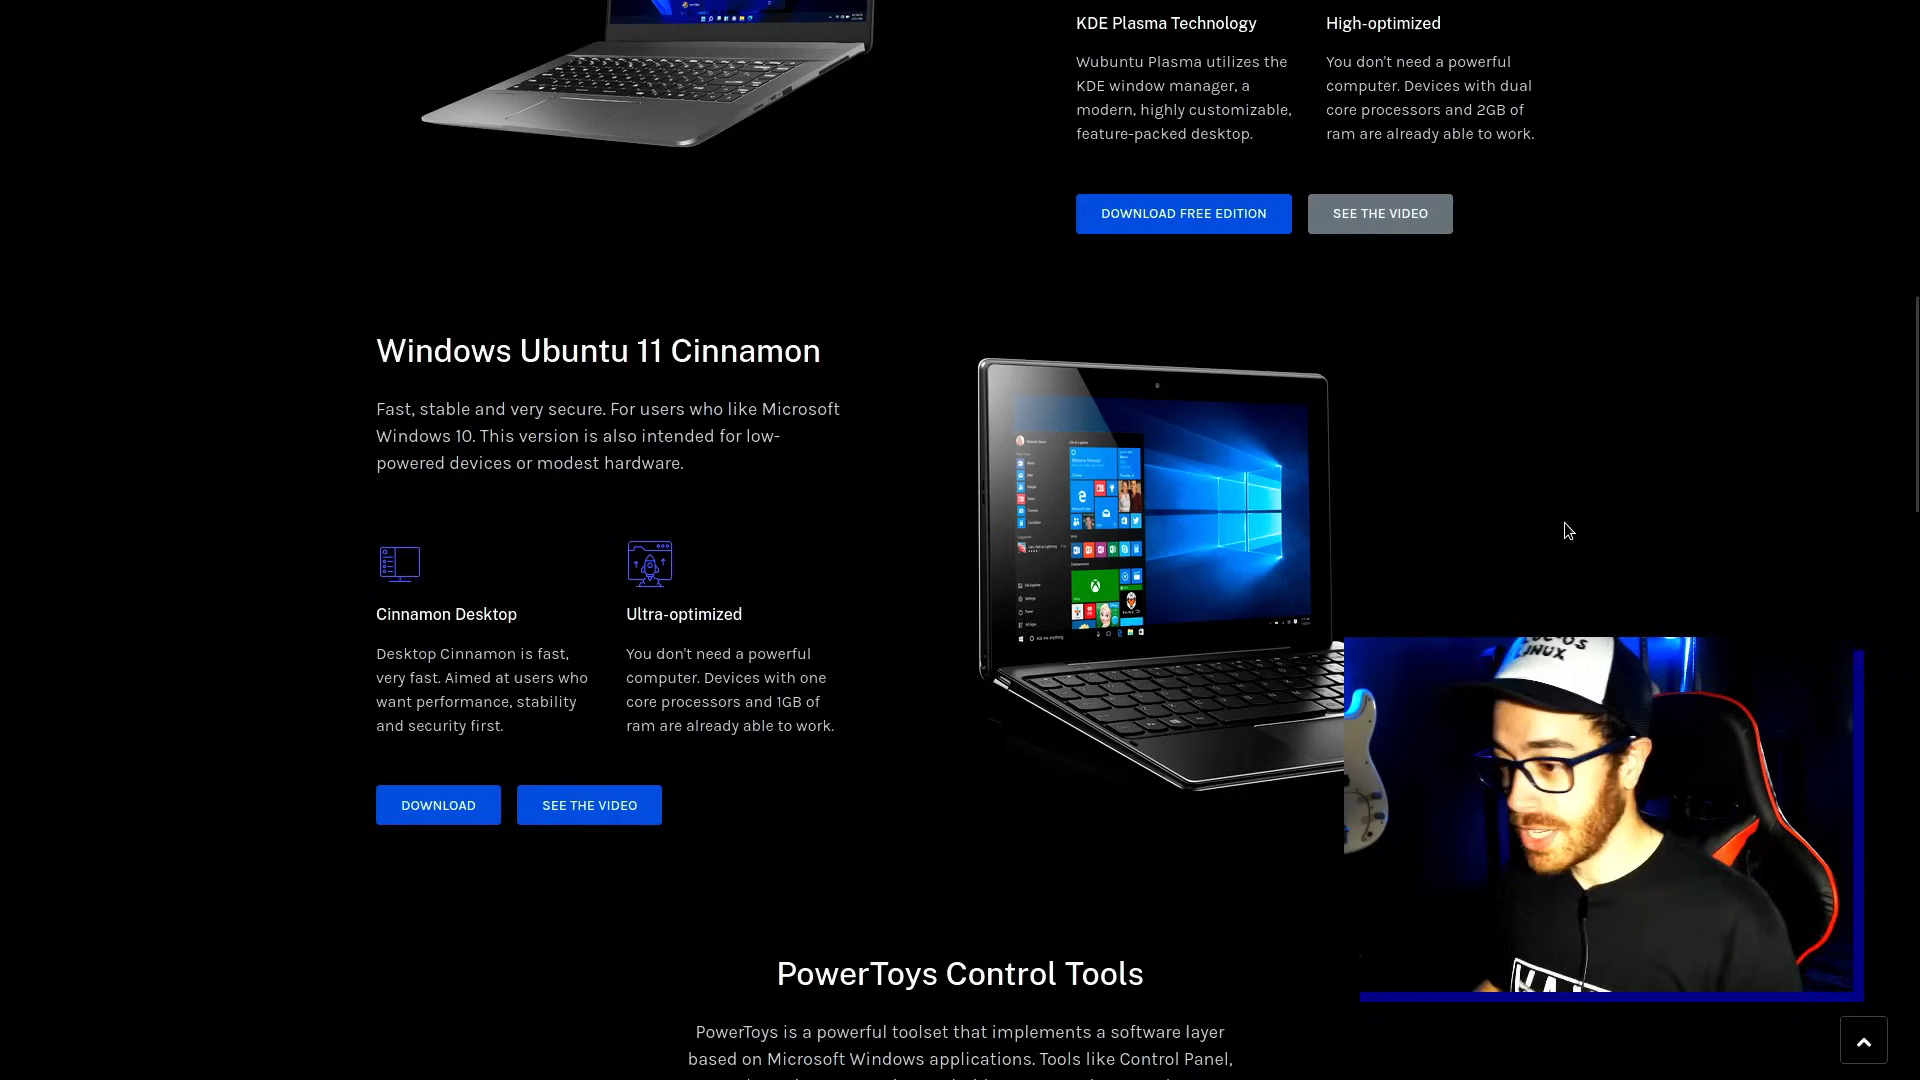 KDE Plasma Technology
Wubuntu Plasma utilizes the
KDE window manager, a
modern, highly customizable,
feature-packed desktop.
High-optimized
You don't need a powerful
computer. Devices with dual
core processors and 2GB of
ram are already able to work.
DOWNLOAD FREE EDITION
SEE THE VIDEO
Windows Ubuntu 11 Cinnamon
Fast, stable and very secure. For users who like Microsoft
Windows 10. This version is also intended for low-
powered devices or modest hardware.
Cinnamon Desktop
Desktop Cinnamon is fast,
very fast. Aimed at users who
want performance, stability
and security first.
Ultra-optimized
You don't need a powerful
computer. Devices with one
core processors and 1GB of
ram are already able to work.
DOWNLOAD
SEE THE VIDEO
LINUX
PowerToys Control Tools
PowerToys is a powerful toolset that implements a software layer
based on Microsoft Windows applications. Tools like Control Panel,